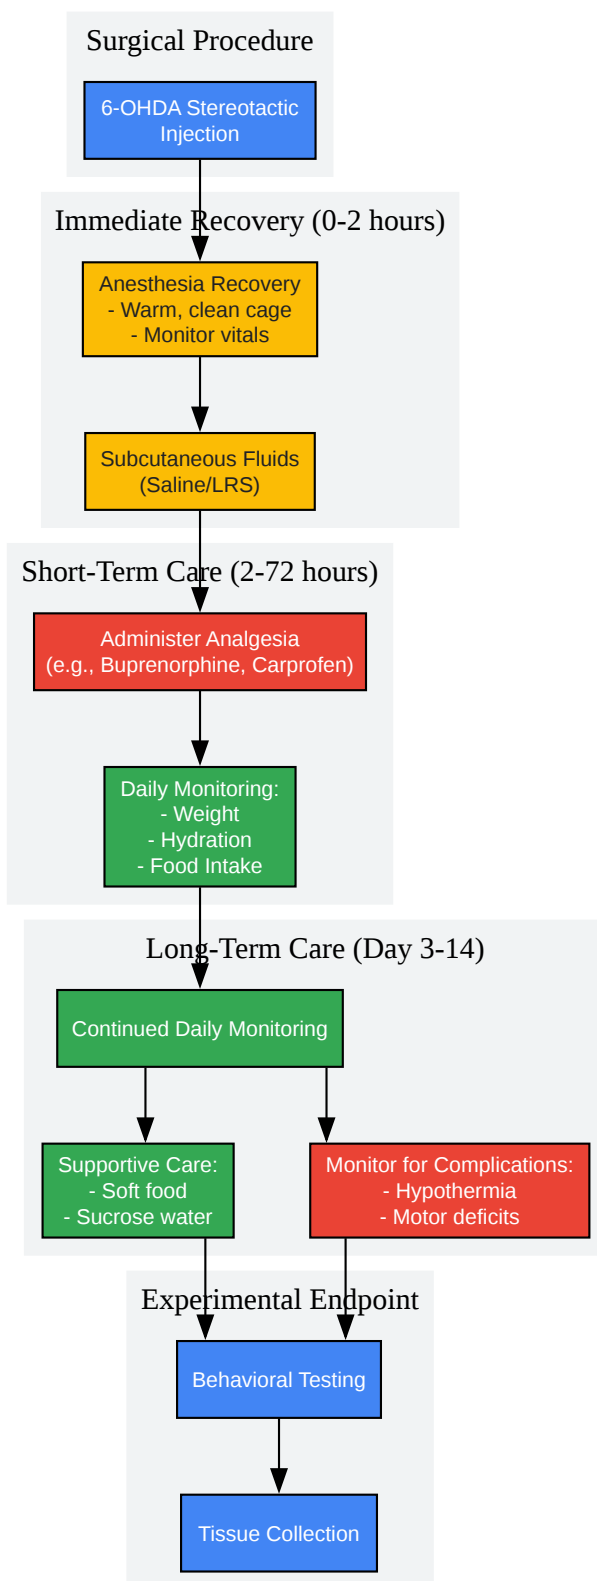 Surgical Procedure
6-OHDA Stereotactic
Injection
Immediate Recovery (0-2 hours)
Anesthesia Recovery
- Warm, clean cage
- Monitor vitals
Subcutaneous Fluids
(Saline/LRS)
Short-Term Care (2-72 hours)
Administer Analgesia
(e.g., Buprenorphine, Carprofen)
Daily Monitoring:
- Weight
- Hydration
- Food Intake
Long-Term Care (Day 3-14)
Continued Daily Monitoring
Supportive Care:
- Soft food
- Sucrose water
Monitor for Complications:
- Hypothermia
- Motor deficits
Experimental Endpoint
Behavioral Testing
Tissue Collection